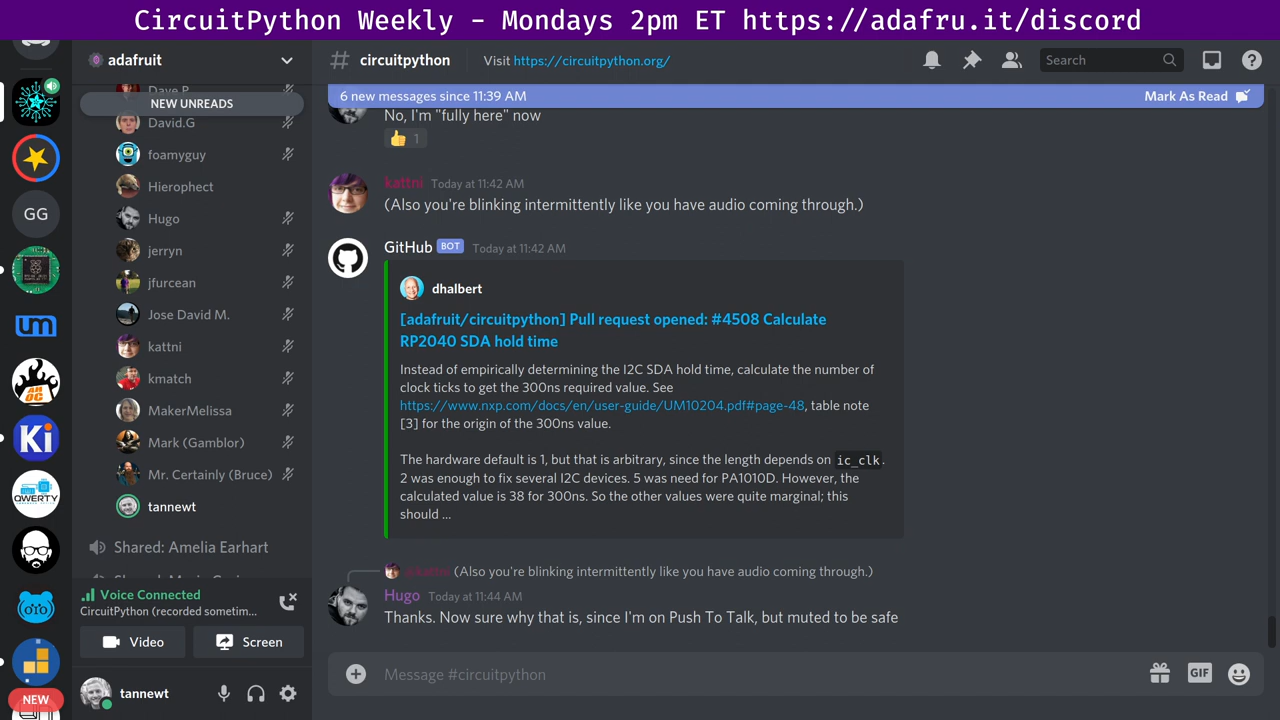 CircuitPython Weekly - Mondays 2pm ET https://adafru.it/discord
adafruit
circuitpython
Visit https://circuitpython.org/
Search
Dave P
NEW UNREADS
David.G
foamyguy
Hierophect
Hugo
GG
jerryn
jfurcean
Jose David M.
um
kattni
kmatch
MakerMelissa
Ki
Mark (Gamblor)
Mr. Certainly (Bruce)
QWERTY
tannewt
Shared: Amelia Earhart
Voice Connected
CircuitPython (recorded sometim...
Video
Screen
NEW
tannewt
6 new messages since 11:39 AM
Mark As Read
No, I'm "fully here" now
1
kattni Today at 11:42 AM
(Also you're blinking intermittently like you have audio coming through.)
GitHub BOT Today at 11:42 AM
dhalbert
[adafruit/circuitpython] Pull request opened: #4508 Calculate
RP2040 SDA hold time
Instead of empirically determining the I2C SDA hold time, calculate the number of
clock ticks to get the 300ns required value. See
https://www.nxp.com/docs/en/user-guide/UM10204.pdf#page-48, table note
[3] for the origin of the 300ns value.
The hardware default is 1, but that is arbitrary, since the length depends on ic_clk.
2 was enough to fix several I2C devices. 5 was need for PA1010D. However, the
calculated value is 38 for 300ns. So the other values were quite marginal; this
should ...
(Also you're blinking intermittently like you have audio coming through.)
Hugo Today at 11:44 AM
Thanks. Now sure why that is, since I'm on Push To Talk, but muted to be safe
Message #circuitpython
GIF